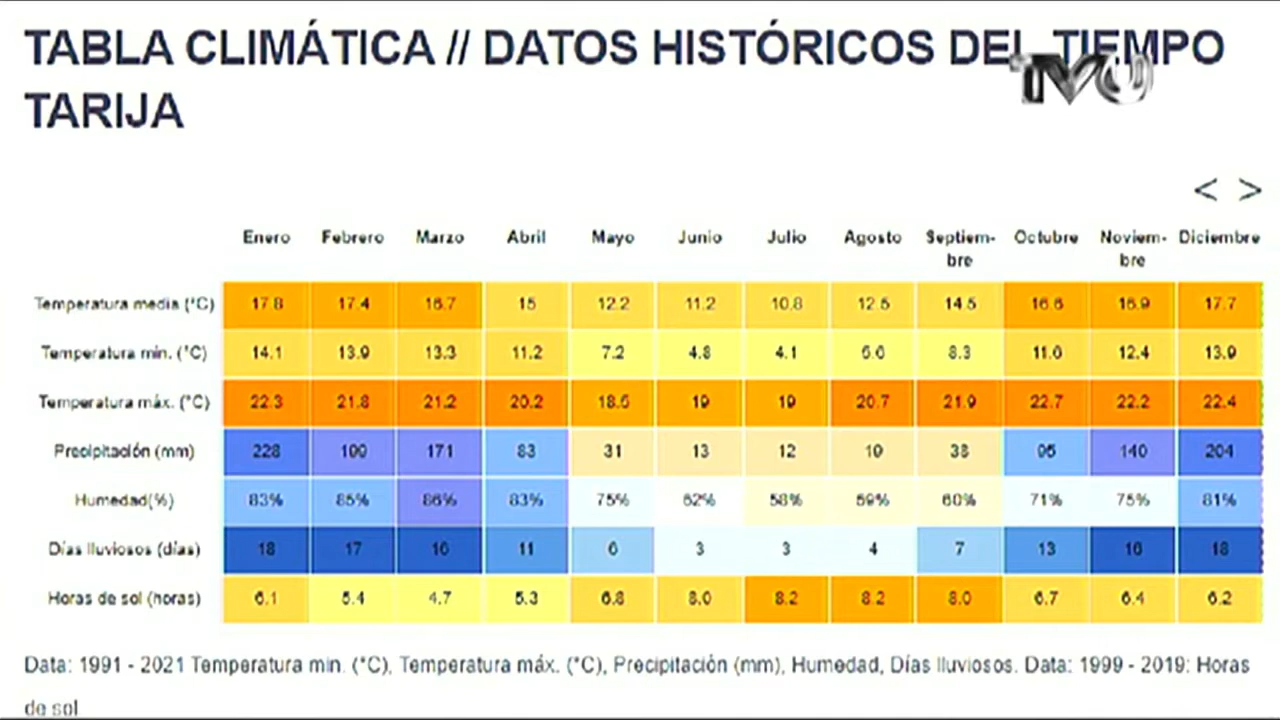 TABLA CLIMÁTICA // DATOS HISTÓRICOS DEL TIEMPO
TARIJA
TVU
< >
Enero Febrero Marzo Abril Mayo Junio Julio Agosto Septiem- Octubre Noviem- Diciembre
bre bre
Temperatura media (°C) 17.8 17.4 16.7 15 12.2 11.2 10.8 12.5 14.5 16.6 16.9 17.7
Temperatura min. (°C) 14.1 13.9 13.3 11.2 7.2 4.8 4.1 8.3 12.4 13.9
Temperatura máx. (°C) 22.3 21.8 21.2 20.2 18.5 19 19 20.7 21.9 22.7 22.2 22.4
Precipitación (mm) 228 171 83 31 13 12 10 38 95 140 204
Humedad(%) 83% 85% 86% 83% 75% 62% 58% 59% 60% 71% 75% 81%
Días lluviosos (días) 18 17 16 11 6 3 3 4 7 13 16 18
Horas de sol (horas) 6.1 5.4 4.7 5.3 6.8 8.0 8.2 8.2 8.0 6.7 6.4 6.2
Data: 1991 - 2021 Temperatura min. (°C), Temperatura máx. (°C), Precipitación (mm), Humedad, Días lluviosos. Data: 1999 - 2019: Horas
de sol